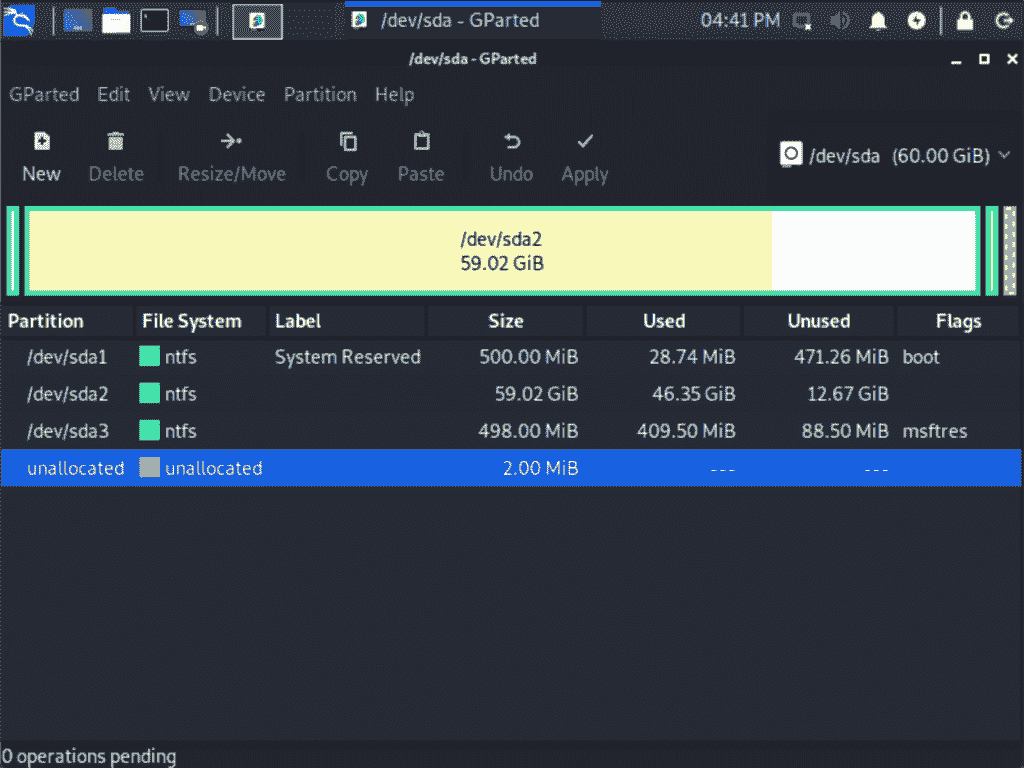 /dev/sda - GParted 04:41 PM
/dev/sda - GParted
GParted Edit View Device Partition Help
New Delete Resize/Move Copy Paste Undo Apply /dev/sda (60.00 GiB)
/dev/sda2
59.02 GiB
Partition File System Label Size Used Unused Flags
/dev/sda1 ntfs System Reserved 500.00 MiB 28.74 MiB 471.26 MiB boot
/dev/sda2 ntfs 59.02 GiB 46.35 GiB 12.67 GiB
/dev/sda3 ntfs 498.00 MiB 409.50 MiB 88.50 MiB msftres
unallocated unallocated 2.00 MiB --- ---
0 operations pending